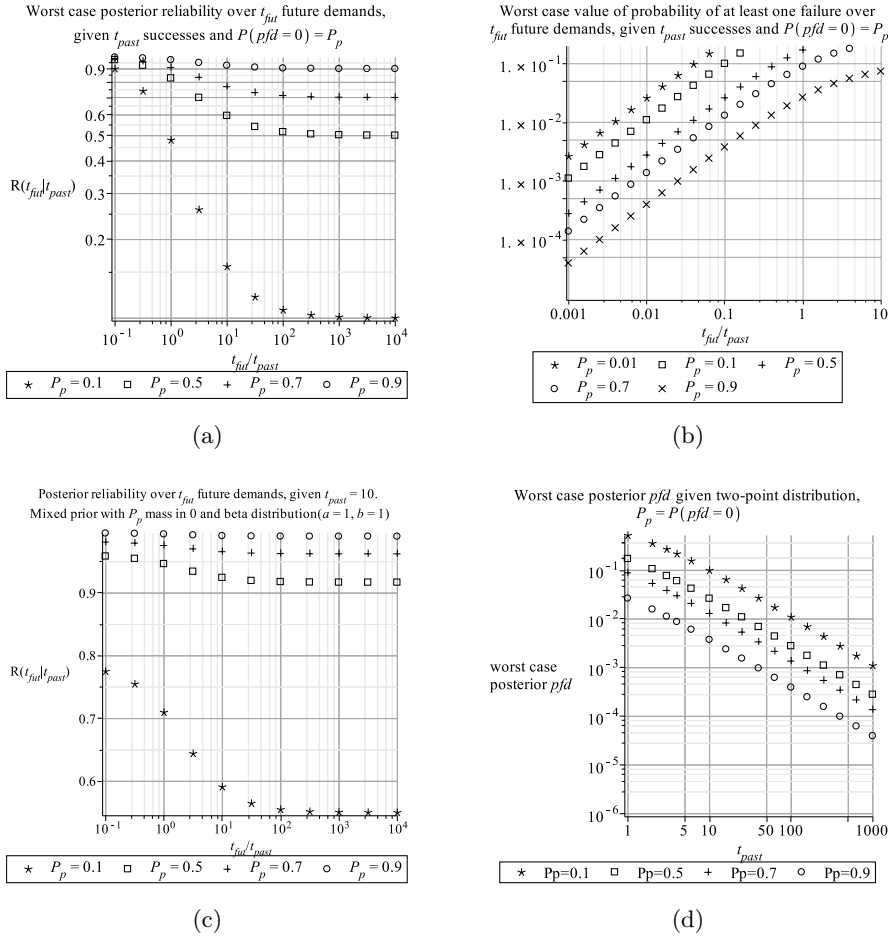 Worst case posterior reliability over t_fut future demands,
given t_past successes and P(pfd = 0) = P_p
0.9
0.6
0.5
0.4
0.3
0.2
R(t_fut|t_past)
10^-1 10^0 10^1 10^2 10^3 10^4
t_fut/t_past
P_p = 0.1 P_p = 0.5 P_p = 0.7 P_p = 0.9
(a)
Worst case value of probability of at least one failure over
t_fut future demands, given t_past successes and P(pfd = 0) = P_p
1. × 10^-1
1. × 10^-2
1. × 10^-3
1. × 10^-4
0.001 0.01 0.1 1 10
t_fut/t_past
P_p = 0.01 P_p = 0.1 P_p = 0.5
P_p = 0.7 P_p = 0.9
(b)
Posterior reliability over t_fut future demands, given t_past = 10.
Mixed prior with P_p mass in 0 and beta distribution(a = 1, b = 1)
0.9
0.8
0.7
0.6
R(t_fut|t_past)
10^-1 10^0 10^1 10^2 10^3 10^4
t_fut/t_past
P_p = 0.1 P_p = 0.5 P_p = 0.7 P_p = 0.9
(c)
Worst case posterior pfd given two-point distribution,
P_p = P(pfd = 0)
10^-1
10^-2
10^-3
10^-4
10^-5
10^-6
worst case
posterior pfd
1 5 10 50 100 1000
t_past
Pp=0.1 Pp=0.5 Pp=0.7 Pp=0.9
(d)